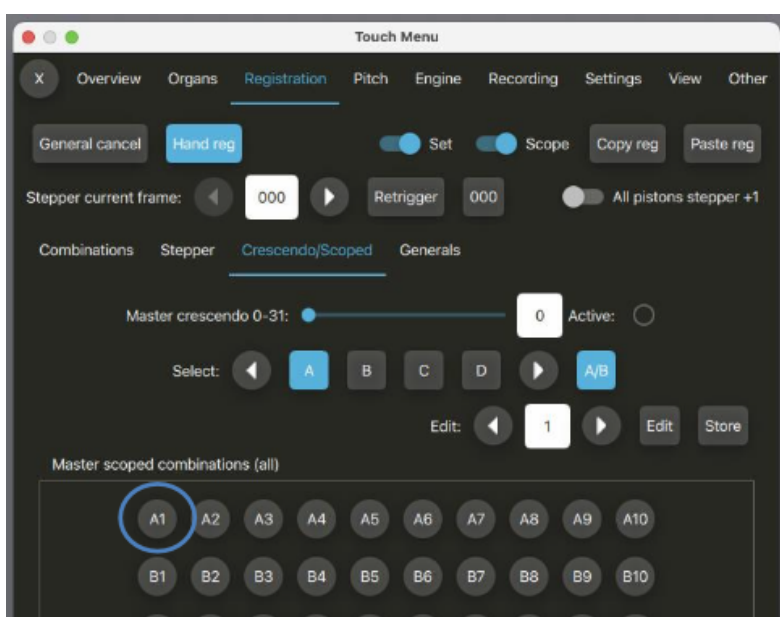 Touch Menu
X Overview Organs Registration Pitch Engine Recording Settings View Other
General cancel Hand reg Set Scope Copy reg Paste reg
Stepper current frame: 000 Retrigger 000 All pistons stepper +1
Combinations Stepper Crescendo/Scoped Generals
Master crescendo 0-31: 0 Active:
Select: A B C D A/B
Edit: 1 Edit Store
Master scoped combinations (all)
A1 A2 A3 A4 A5 A6 A7 A8 A9 A10
B1 B2 B3 B4 B5 B6 B7 B8 B9 B10